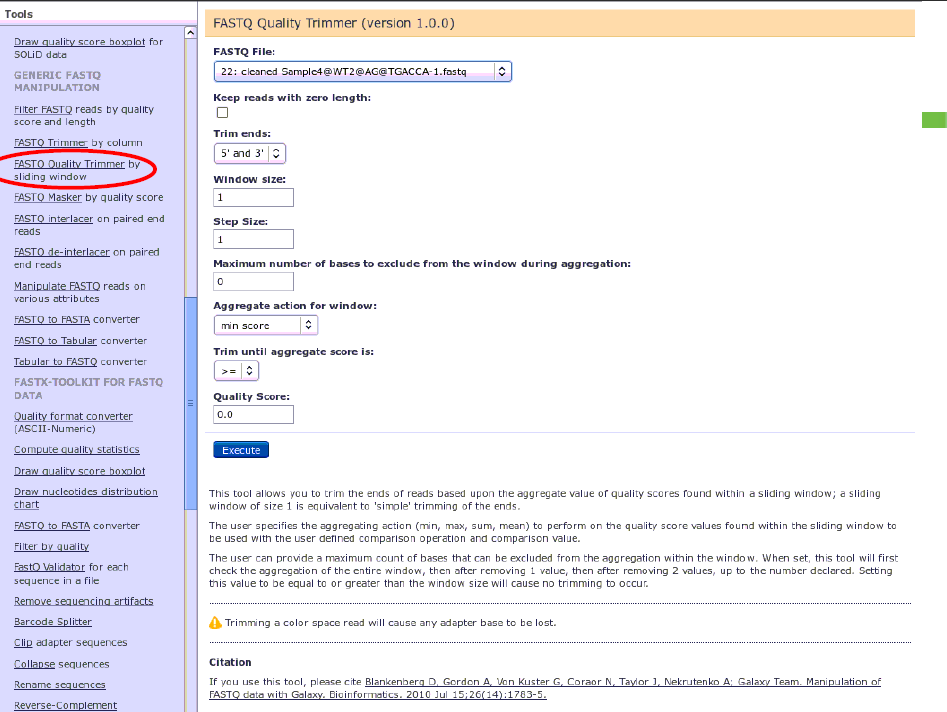 Tools
Draw quality score boxplot for
SOLiD data
GENERIC FASTQ
MANIPULATION
Filter FASTQ reads by quality
score and length
FASTQ Trimmer by column
FASTQ Quality Trimmer by
sliding window
FASTQ Masker by quality score
FASTQ interlacer on paired end
reads
FASTQ de-interlacer on paired
end reads
Manipulate FASTQ reads on
various attributes
FASTQ to FASTA converter
FASTQ to Tabular converter
Tabular to FASTQ converter
FASTX-TOOLKIT FOR FASTQ
DATA
Quality format converter
(ASCII-Numeric)
Compute quality statistics
Draw quality score boxplot
Draw nucleotides distribution
chart
FASTQ to FASTA converter
Filter by quality
FastQ Validator for each
sequence in a file
Remove sequencing artifacts
Barcode Splitter
Clip adapter sequences
Collapse sequences
Rename sequences
Reverse-Complement
FASTQ Quality Trimmer (version 1.0.0)
FASTQ File:
22: cleaned Sample4@WT2@AG@TGACCA-1.fastq
Keep reads with zero length:
Trim ends:
5' and 3'
Window size:
1
Step Size:
1
Maximum number of bases to exclude from the window during aggregation:
0
Aggregate action for window:
min score
Trim until aggregate score is:
>=
Quality Score:
0.0
Execute
This tool allows you to trim the ends of reads based upon the aggregate value of quality scores found within a sliding window; a sliding
window of size 1 is equivalent to 'simple' trimming of the ends.
The user specifies the aggregating action (min, max, sum, mean) to perform on the quality score values found within the sliding window to
be used with the user defined comparison operation and comparison value.
The user can provide a maximum count of bases that can be excluded from the aggregation within the window. When set, this tool will first
check the aggregation of the entire window, then after removing 1 value, then after removing 2 values, up to the number declared. Setting
this value to be equal to or greater than the window size will cause no trimming to occur.
Trimming a color space read will cause any adapter base to be lost.
Citation
If you use this tool, please cite Blankenberg D, Gordon A, Von Kuster G, Coraor N, Taylor J, Nekrutenko A; Galaxy Team. Manipulation of
FASTQ data with Galaxy. Bioinformatics. 2010 Jul 15;26(14):1783-5.